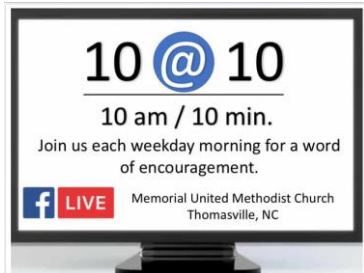 10 @ 10
10 am / 10 min.
Join us each weekday morning for a word
of encouragement.
f LIVE
Memorial United Methodist Church
Thomasville, NC